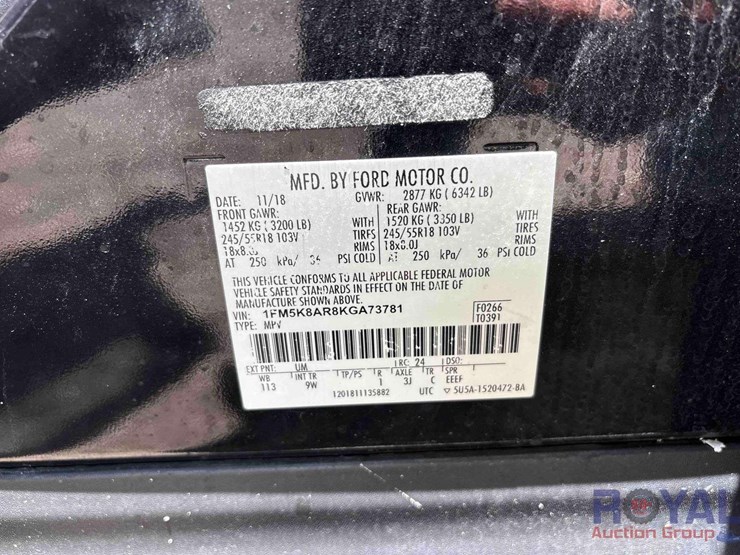 MFD. BY FORD MOTOR CO.
DATE: 11/18 GVWR: 2877 KG ( 6342 LB)
FRONT GAWR: REAR GAWR:
1452 KG ( 3200 LB) WITH 1520 KG ( 3350 LB) WITH
245/55R18 103V TIRES 245/55R18 103V TIRES
18x8.0J RIMS 18x8.0J RIMS
AT 250 kPa/ 36 PSI COLD AT 250 kPa/ 36 PSI COLD
THIS VEHICLE CONFORMS TO ALL APPLICABLE FEDERAL MOTOR
VEHICLE SAFETY STANDARDS IN EFFECT ON THE DATE OF
MANUFACTURE SHOWN ABOVE.
VIN: 1FM5K8AR8KGA73781
TYPE: MPV
F0266
T0391
EXT PNT: UM RC: 24 DSO:
WB INT TR TP/PS R AXLE TR SPR
113 9W 1 3J C EEEF
1201811135882 UTC 5U5A-1520472-BA
ROYAL
Auction Group